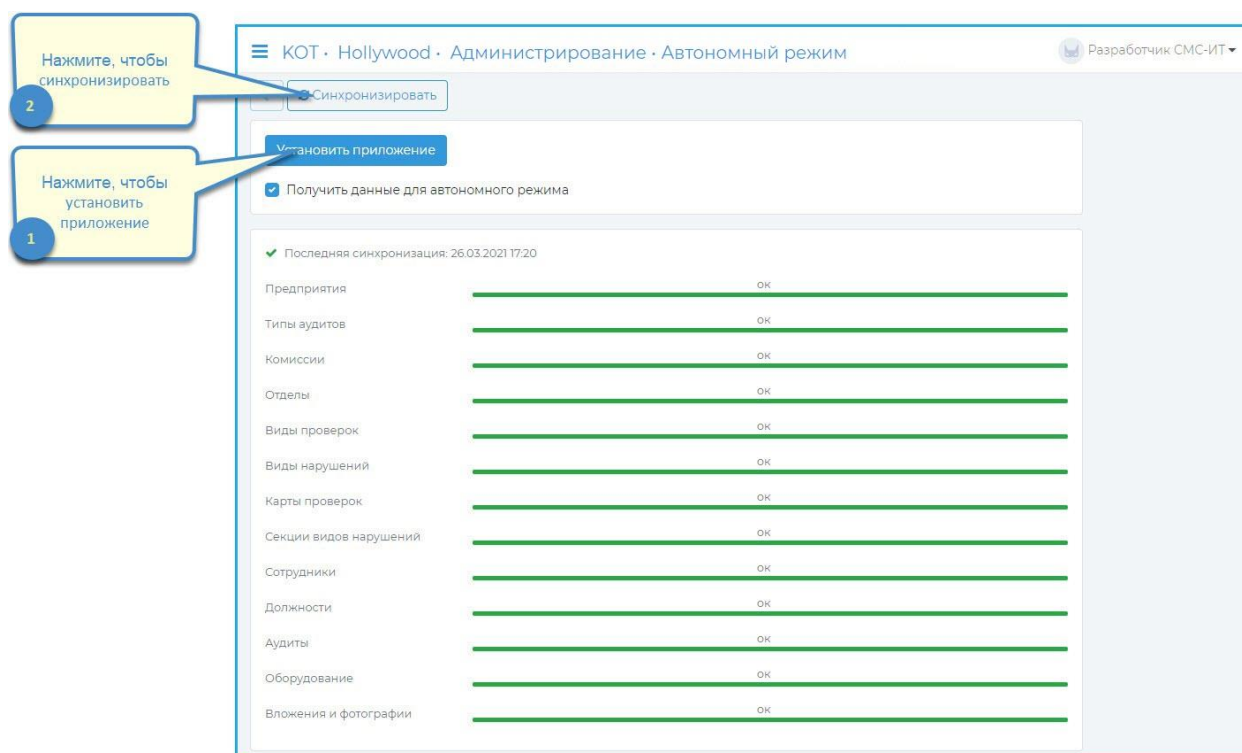 Нажмите, чтобы
синхронизировать
2
Нажмите, чтобы
установить
приложение
1
КОТ · Hollywood · Администрирование · Автономный режим
Разработчик СМС-ИТ
Синхронизировать
Установить приложение
Получить данные для автономного режима
Последняя синхронизация: 26.03.2021 17:20
Предприятия ОК
Типы аудитов ОК
Комиссии ОК
Отделы ОК
Виды проверок ОК
Виды нарушений ОК
Карты проверок ОК
Секции видов нарушений ОК
Сотрудники ОК
Должности ОК
Аудиты ОК
Оборудование ОК
Вложения и фотографии ОК